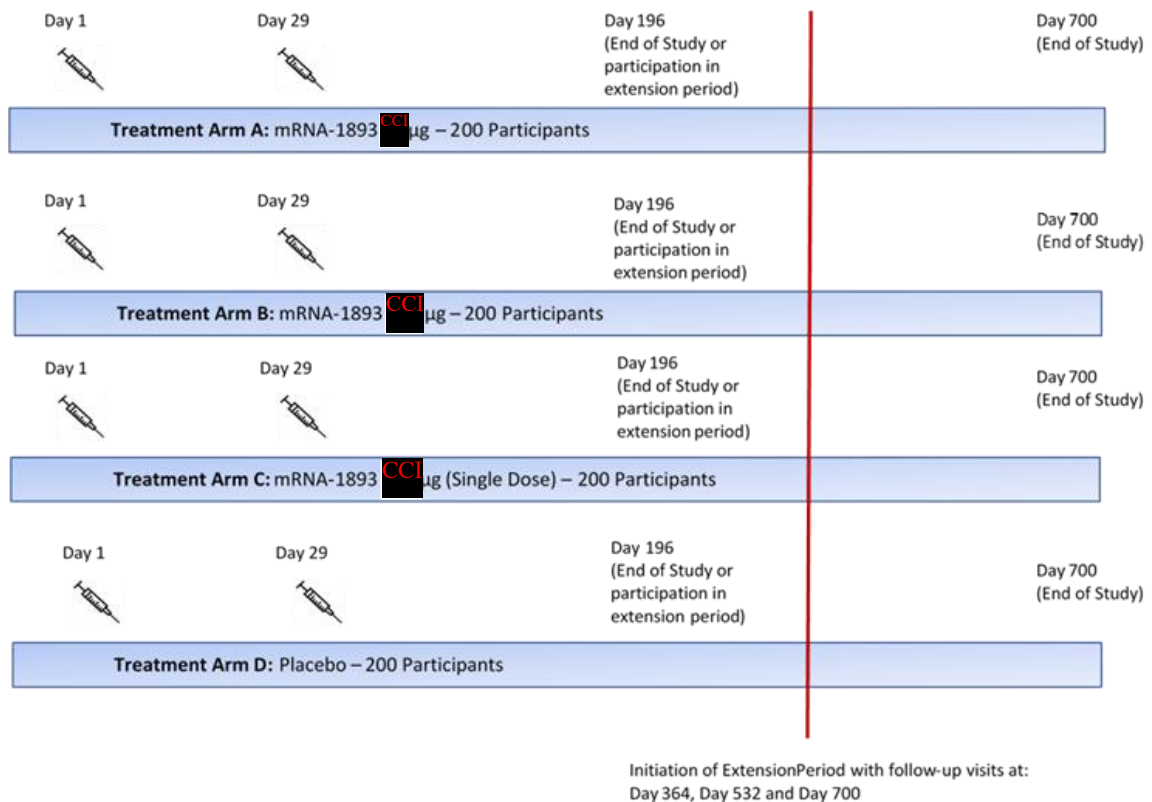 Day 1
Day 29
Day 196
(End of Study or
participation in
extension period)
Day 700
(End of Study)
Treatment Arm A: mRNA-1893 CCI µg – 200 Participants
Day 1
Day 29
Day 196
(End of Study or
participation in
extension period)
Day 700
(End of Study)
Treatment Arm B: mRNA-1893 CCI µg – 200 Participants
Day 1
Day 29
Day 196
(End of Study or
participation in
extension period)
Day 700
(End of Study)
Treatment Arm C: mRNA-1893 CCI µg (Single Dose) – 200 Participants
Day 1
Day 29
Day 196
(End of Study or
participation in
extension period)
Day 700
(End of Study)
Treatment Arm D: Placebo – 200 Participants
Initiation of ExtensionPeriod with follow-up visits at:
Day 364, Day 532 and Day 700